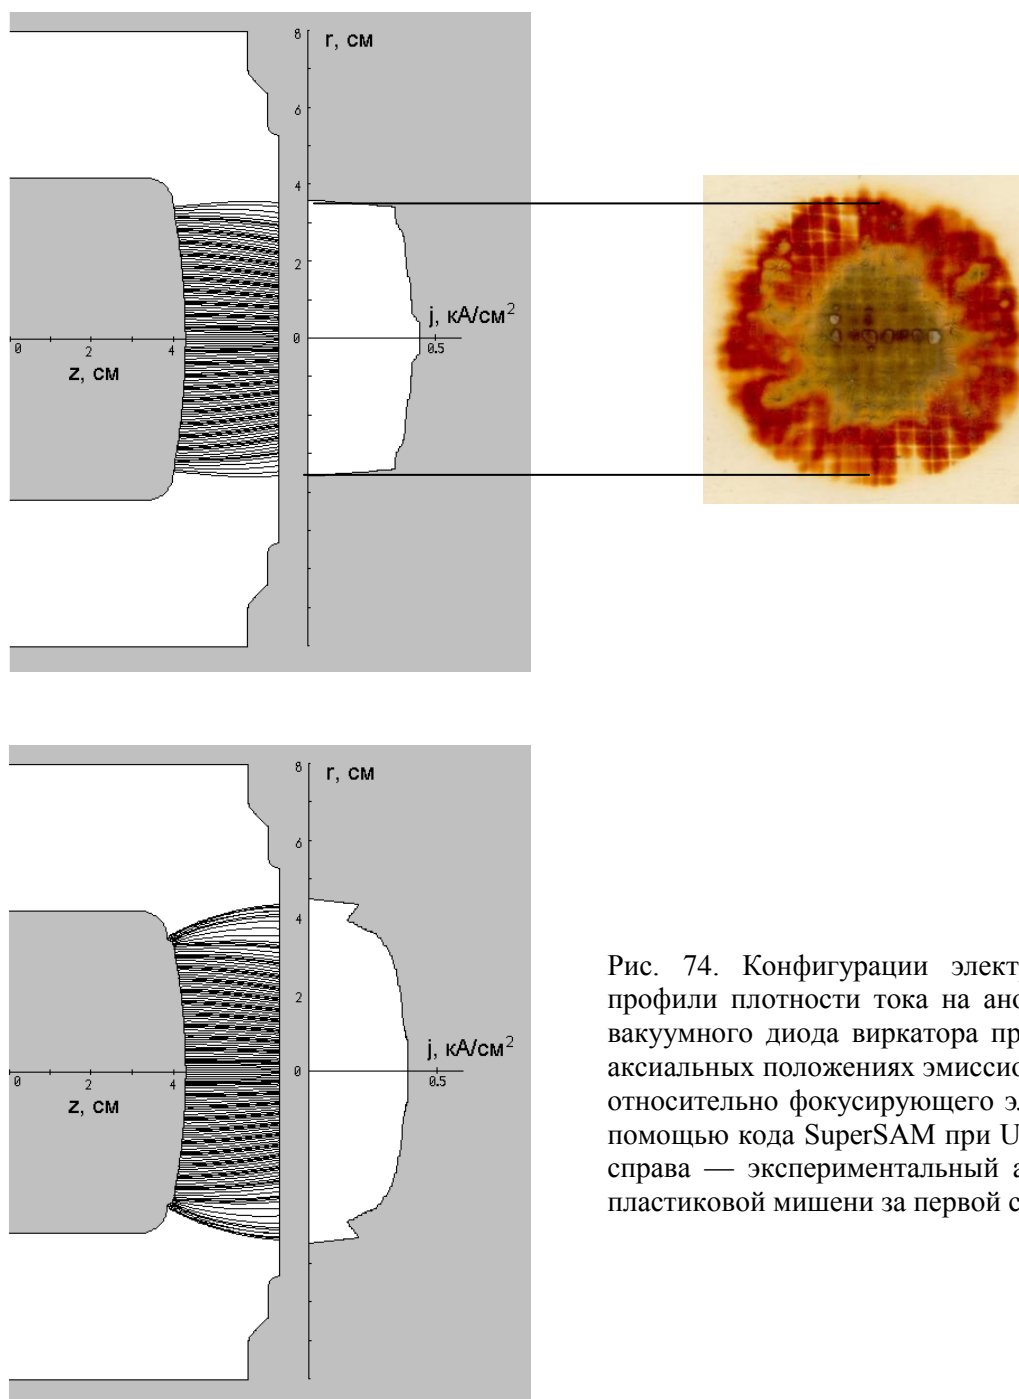 8
r, см
6
4
2
j, кА/см²
0
0.5
0
2
4
z, см
8
r, см
6
4
2
j, кА/см²
0
0.5
0
2
4
z, см
Рис. 74. Конфигурации электр
профили плотности тока на ано
вакуумного диода виркатора пр
аксиальных положениях эмиссио
относительно фокусирующего эл
помощью кода SuperSAM при U
справа — экспериментальный а
пластиковой мишени за первой с